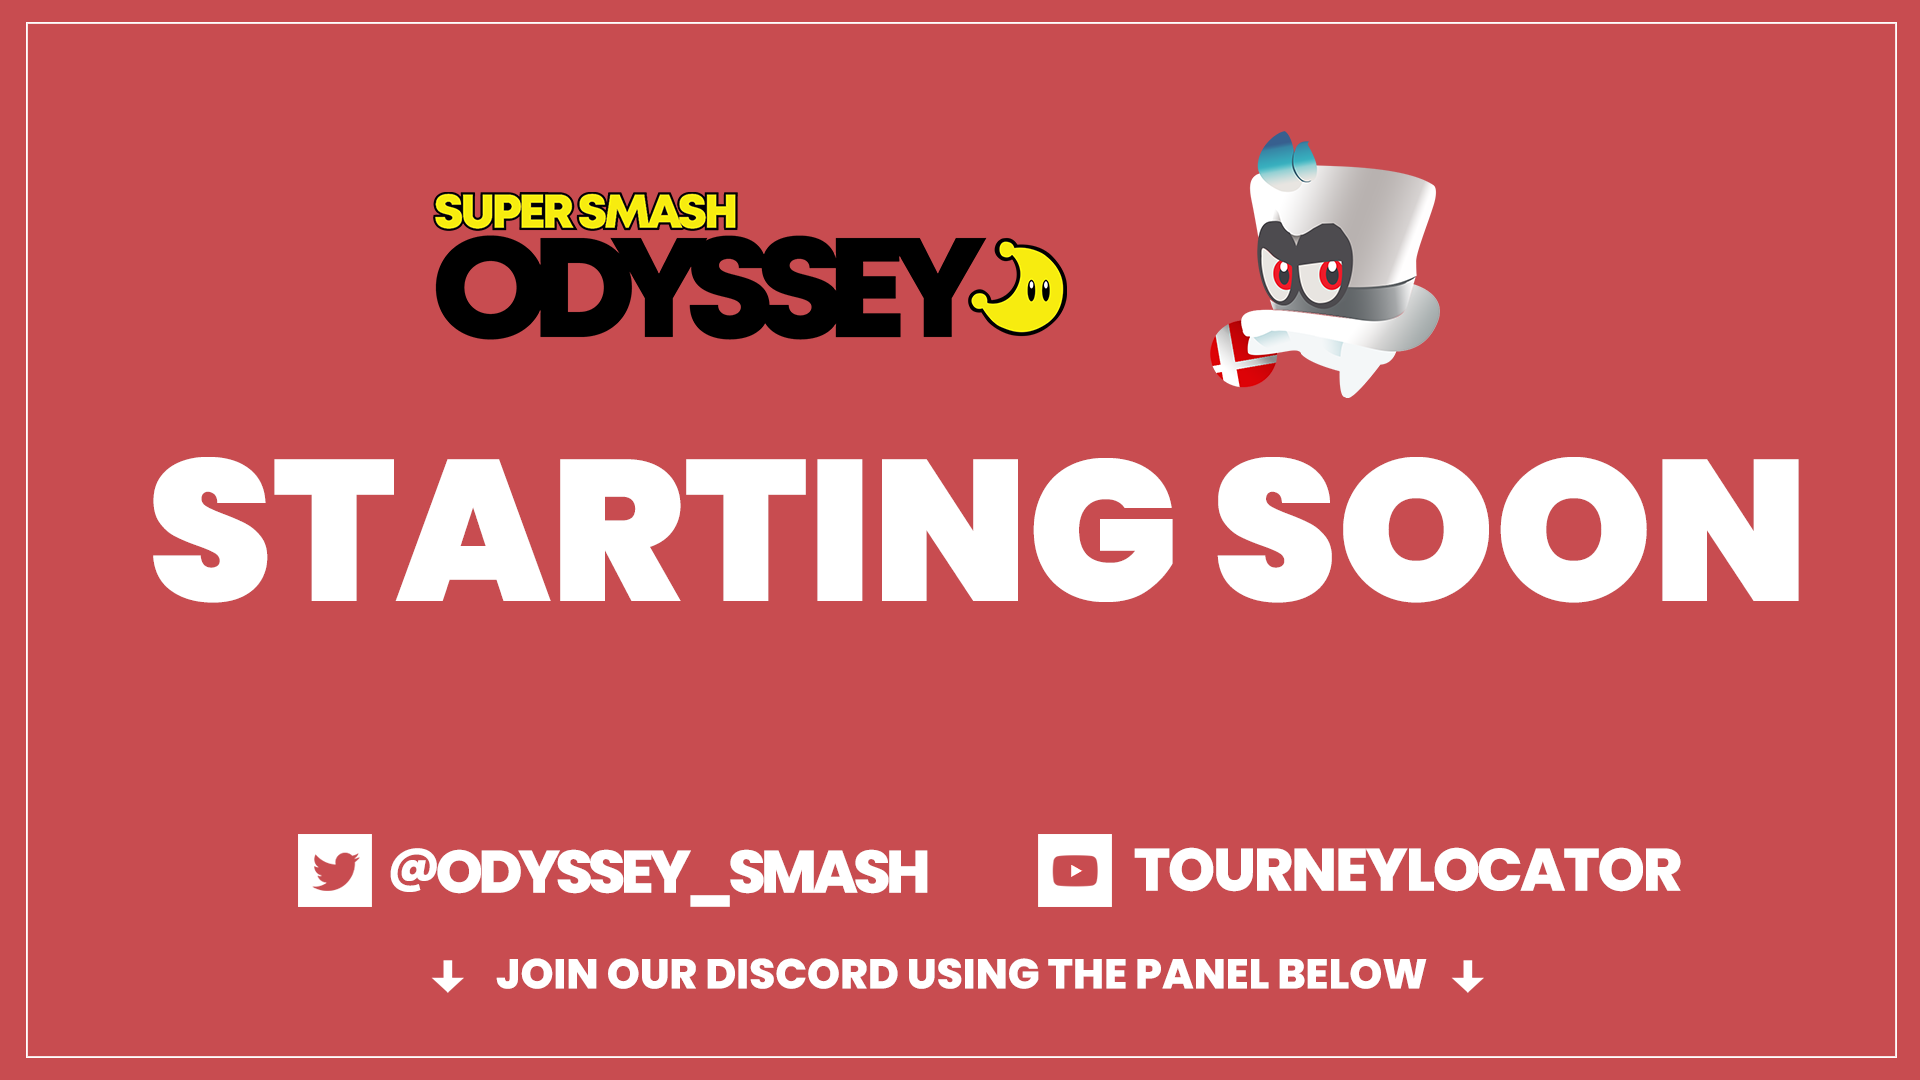 SUPER SMASH
ODYSSEY
STARTING SOON
@ODYSSEY_SMASH
TOURNEYLOCATOR
JOIN OUR DISCORD USING THE PANEL BELOW